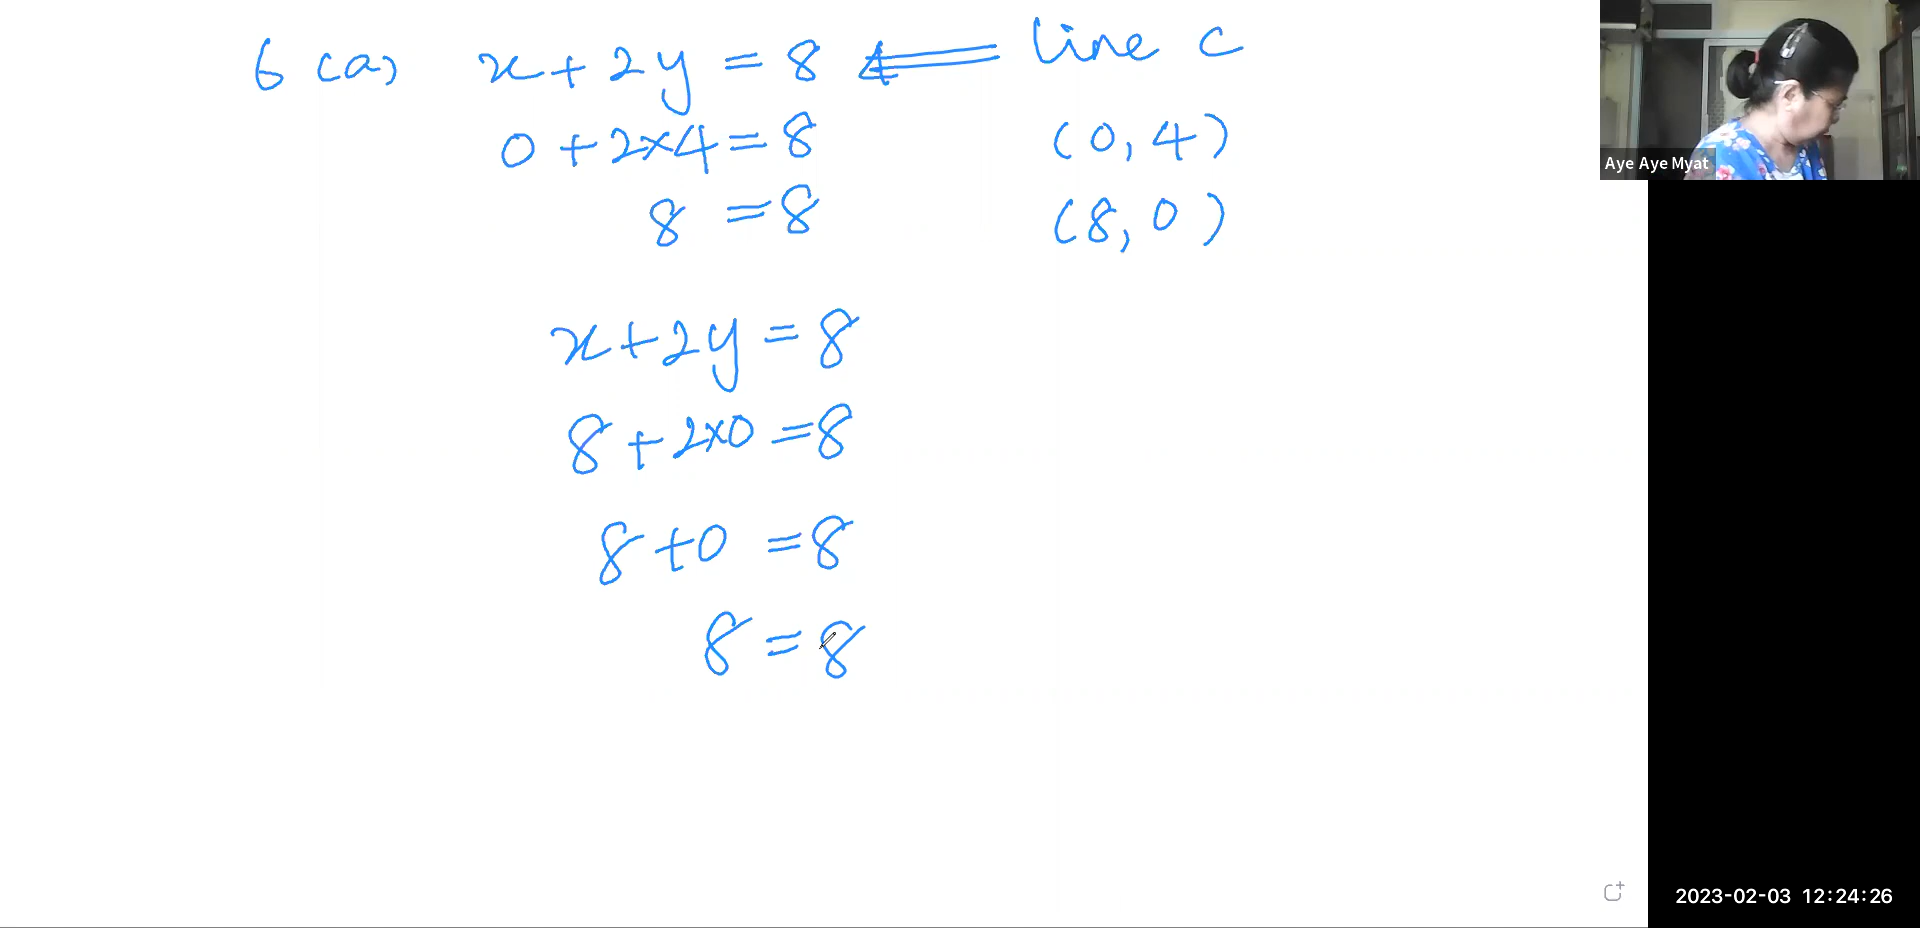 6 (a) x + 2y = 8 ⇐ line C
0 + 2×4 = 8 (0, 4)
8 = 8 (8, 0)
x + 2y = 8
8 + 2×0 = 8
8 + 0 = 8
8 = 8
Aye Aye Myat
2023-02-03 12:24:26